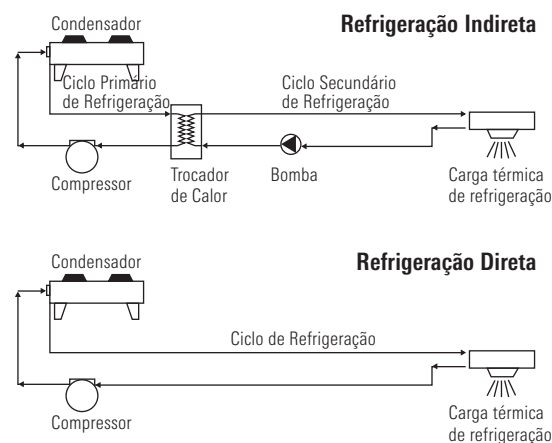 Refrigeração Indireta
Condensador
Ciclo Primário
de Refrigeração
Ciclo Secundário
de Refrigeração
Compressor
Trocador
de Calor
Bomba
Carga térmica
de refrigeração
Refrigeração Direta
Condensador
Ciclo de Refrigeração
Compressor
Carga térmica
de refrigeração